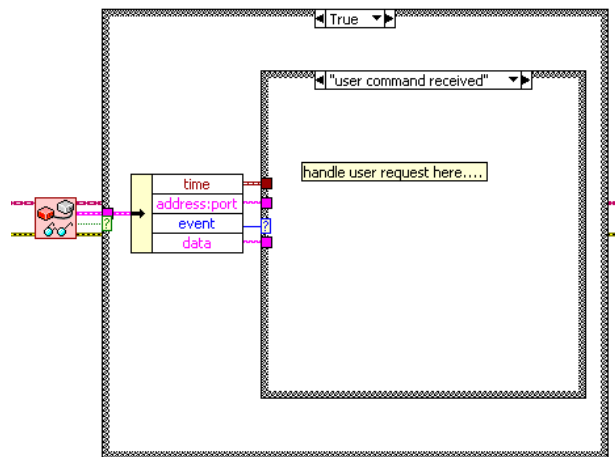 True
"user command received"
handle user request here....
time
address:port
event
data
?
?